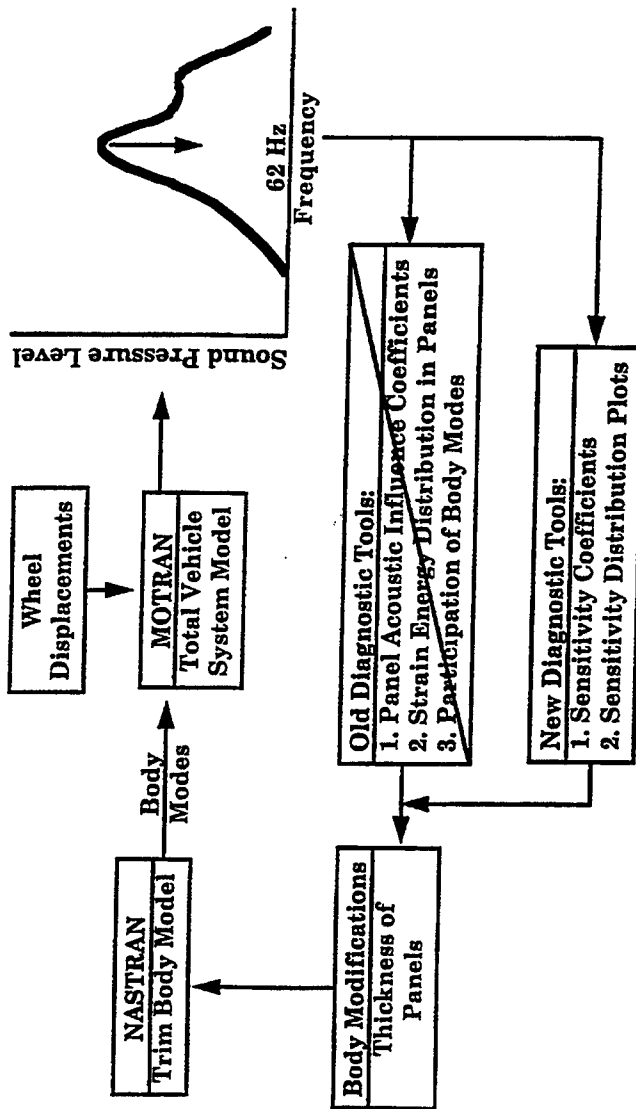 NASTRAN
Trim Body Model
Body
Modes
Wheel
Displacements
MOTRAN
Total Vehicle
System Model
Sound Pressure Level
62 Hz
Frequency
Body Modifications
Thickness of
Panels
Old Diagnostic Tools:
1. Panel Acoustic Influence Coefficients
2. Strain Energy Distribution in Panels
3. Participation of Body Modes
New Diagnostic Tools:
1. Sensitivity Coefficients
2. Sensitivity Distribution Plots